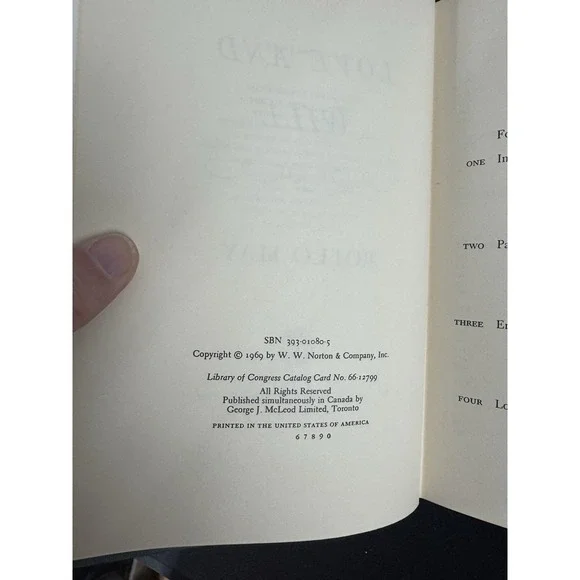 SBN 393-01080-5
Copyright © 1969 by W. W. Norton & Company, Inc.
Library of Congress Catalog Card No. 66-12799
All Rights Reserved
Published simultaneously in Canada by
George J. McLeod Limited, Toronto
PRINTED IN THE UNITED STATES OF AMERICA
6 7 8 9 0
ONE
TWO
THREE
FOUR